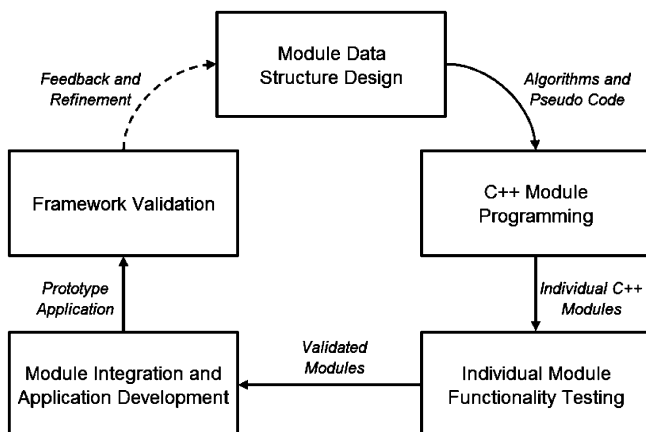 Module Data
Structure Design
Feedback and
Refinement
Algorithms and
Pseudo Code
Framework Validation
C++ Module
Programming
Prototype
Application
Individual C++
Modules
Validated
Modules
Module Integration and
Application Development
Individual Module
Functionality Testing